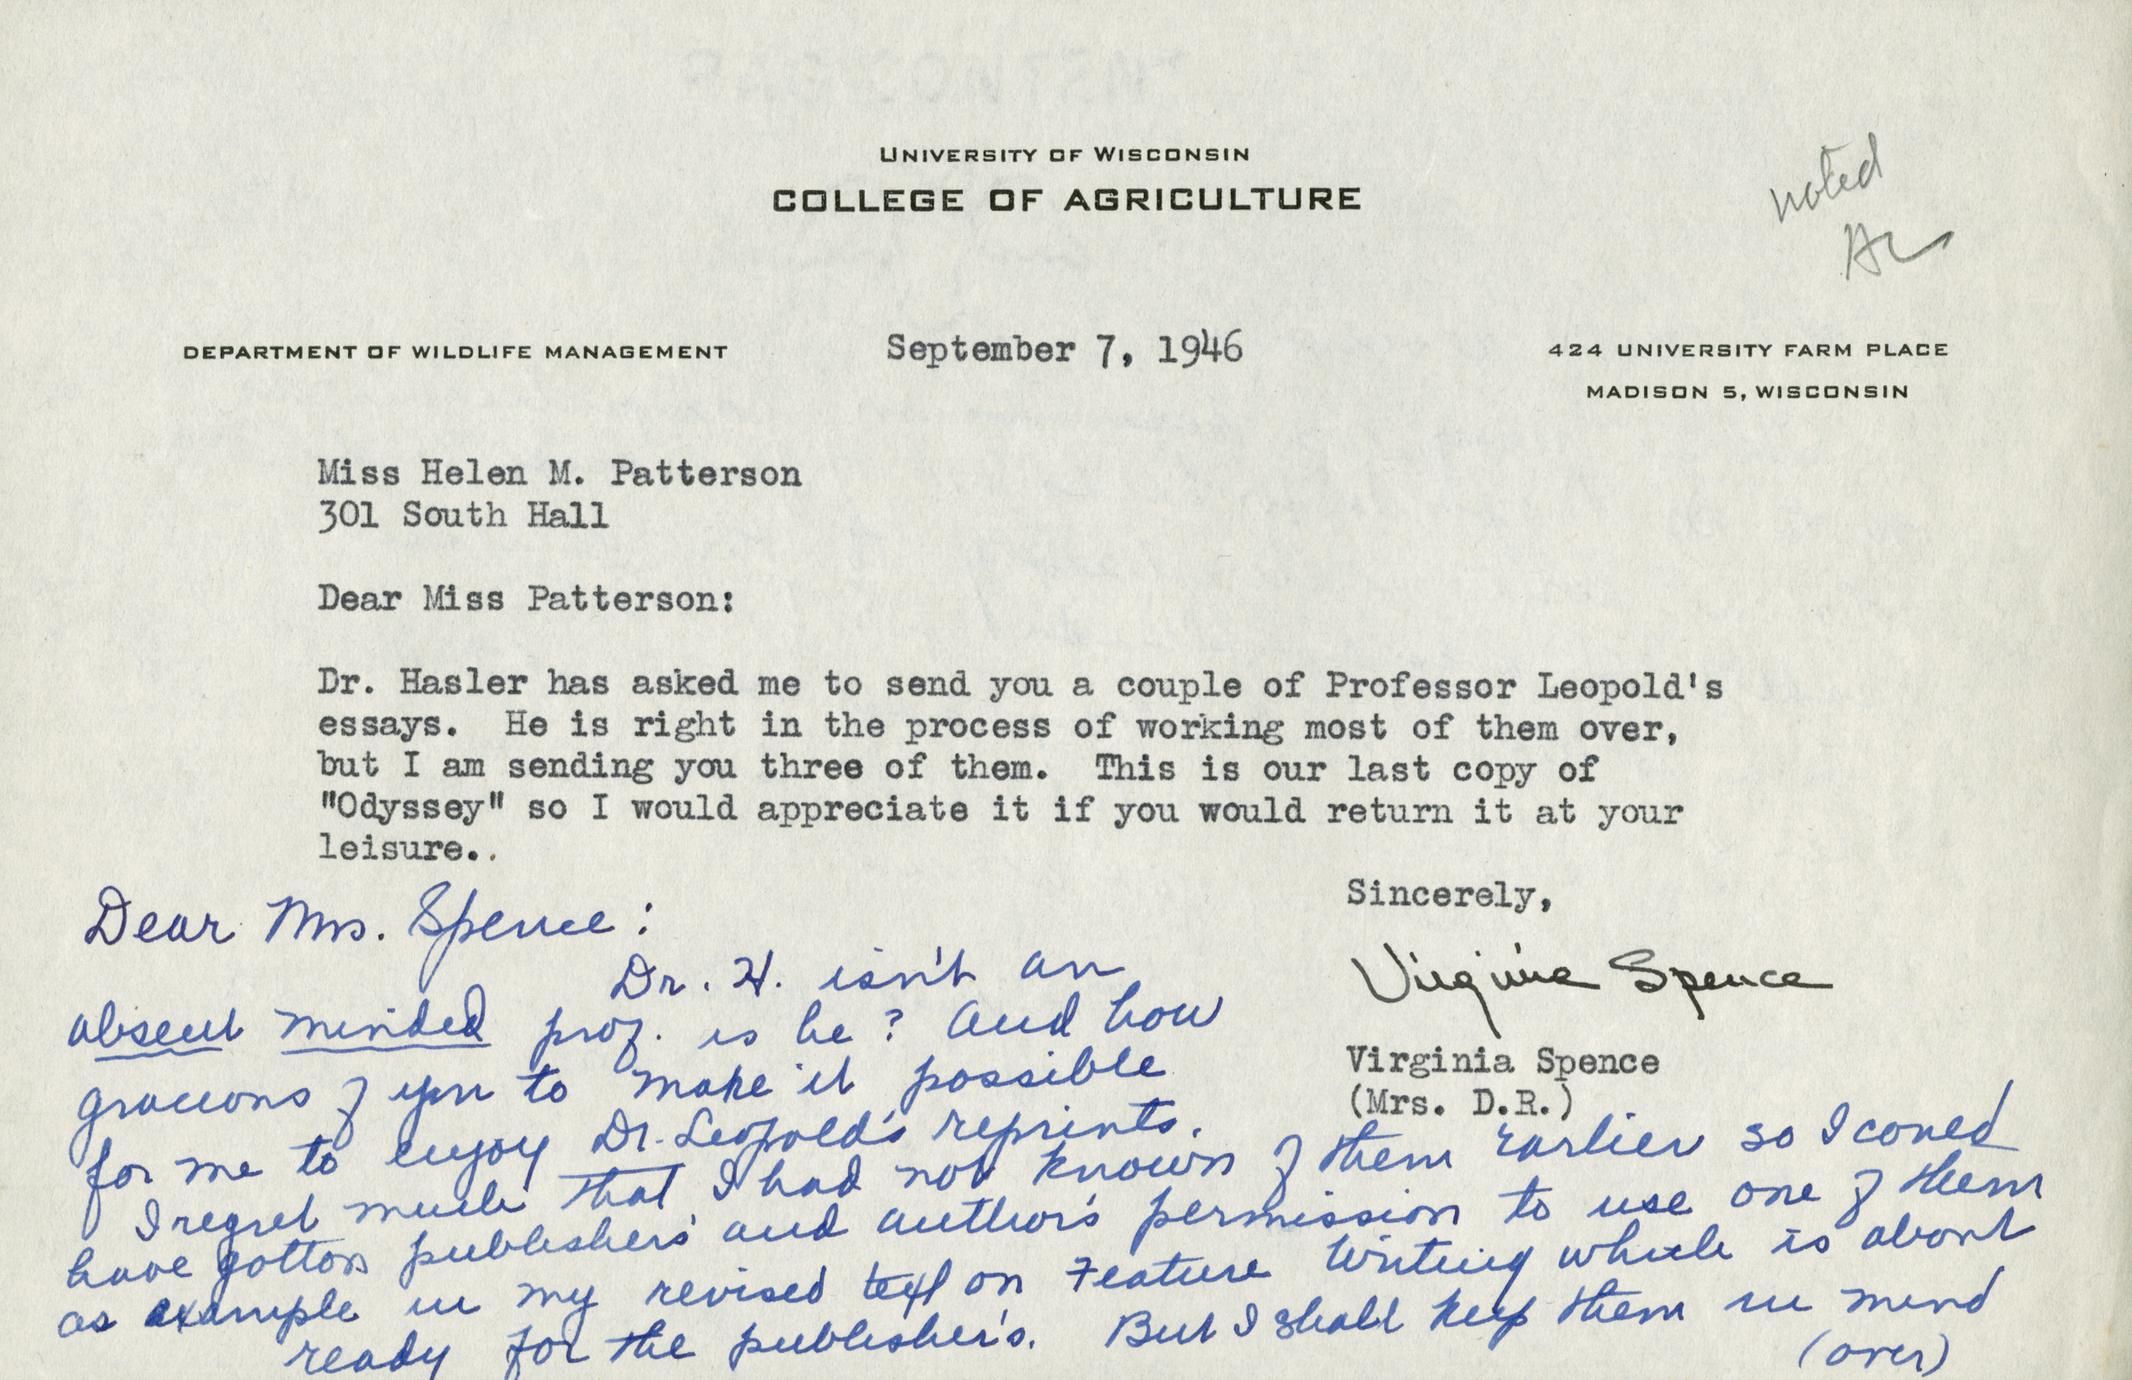 UNIVERSITY OF WISCONSIN
COLLEGE OF AGRICULTURE
noted
AL
DEPARTMENT OF WILDLIFE MANAGEMENT
September 7, 1946
424 UNIVERSITY FARM PLACE
MADISON 5, WISCONSIN
Miss Helen M. Patterson
301 South Hall
Dear Miss Patterson:
Dr. Hasler has asked me to send you a couple of Professor Leopold's
essays. He is right in the process of working most of them over,
but I am sending you three of them. This is our last copy of
"Odyssey" so I would appreciate it if you would return it at your
leisure..
Sincerely,
Virginia Spence
Virginia Spence
(Mrs. D.R.)
Dear Mrs. Spence:
Dr. H. isn't an
absent minded prof. is he? And how
gracious of you to make it possible
for me to enjoy Dr. Leopold's reprints.
I regret much that I had not known of them earlier so I could
have gotton publisher's and author's permission to use one of them
as example in my revised text on Feature Writing which is about
ready for the publisher's. But I shall keep them in mind
(over)